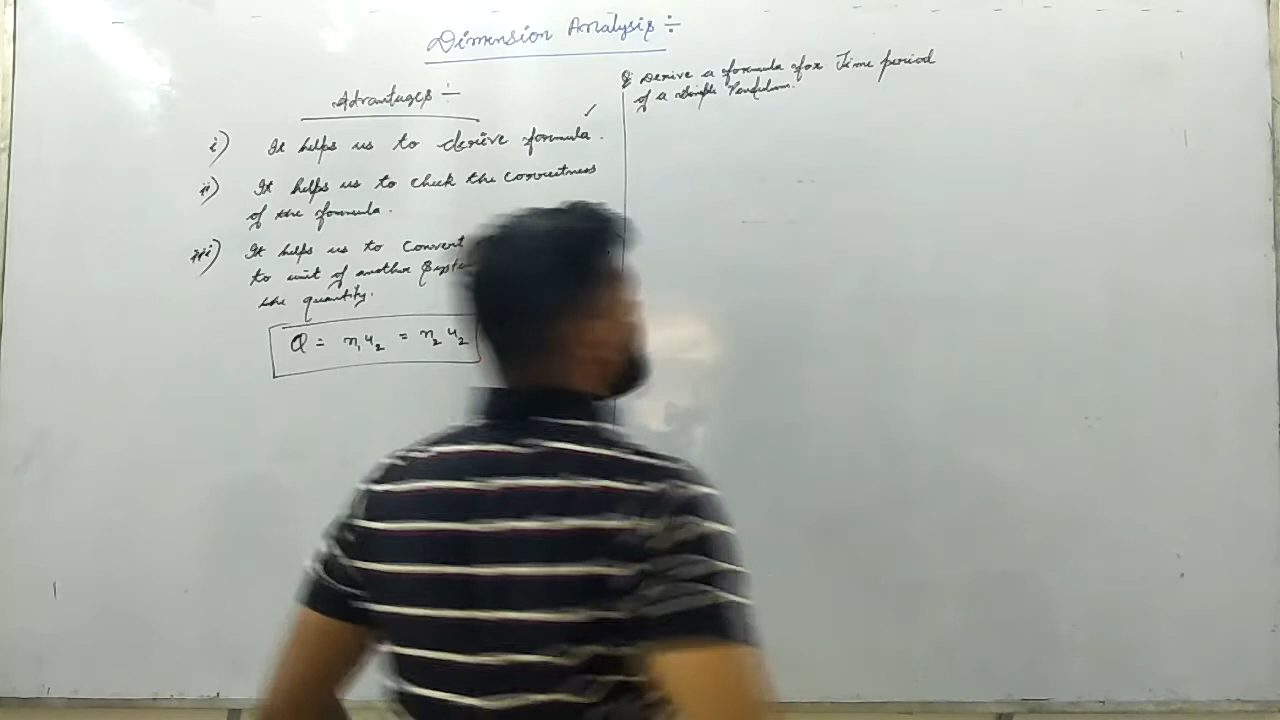 Dimension Analysis ÷
Advantages ÷
i) It helps us to derive formula. ✓
ii) It helps us to check the correctness
of the formula.
iii) It helps us to convert
to unit of another
the quantity.
Q = n₁u₂ = n₂u₂
Q Derive a formula for Time period
of a simple Pendulum.